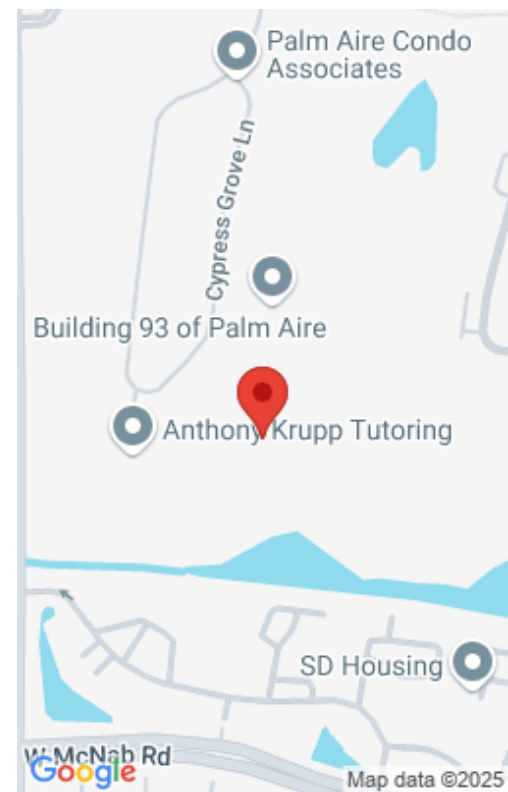 Palm Aire Condo
Associates
Cypress Grove Ln
Building 93 of Palm Aire
Anthony Krupp Tutoring
SD Housing
W McNab Rd
Google
Map data ©2025